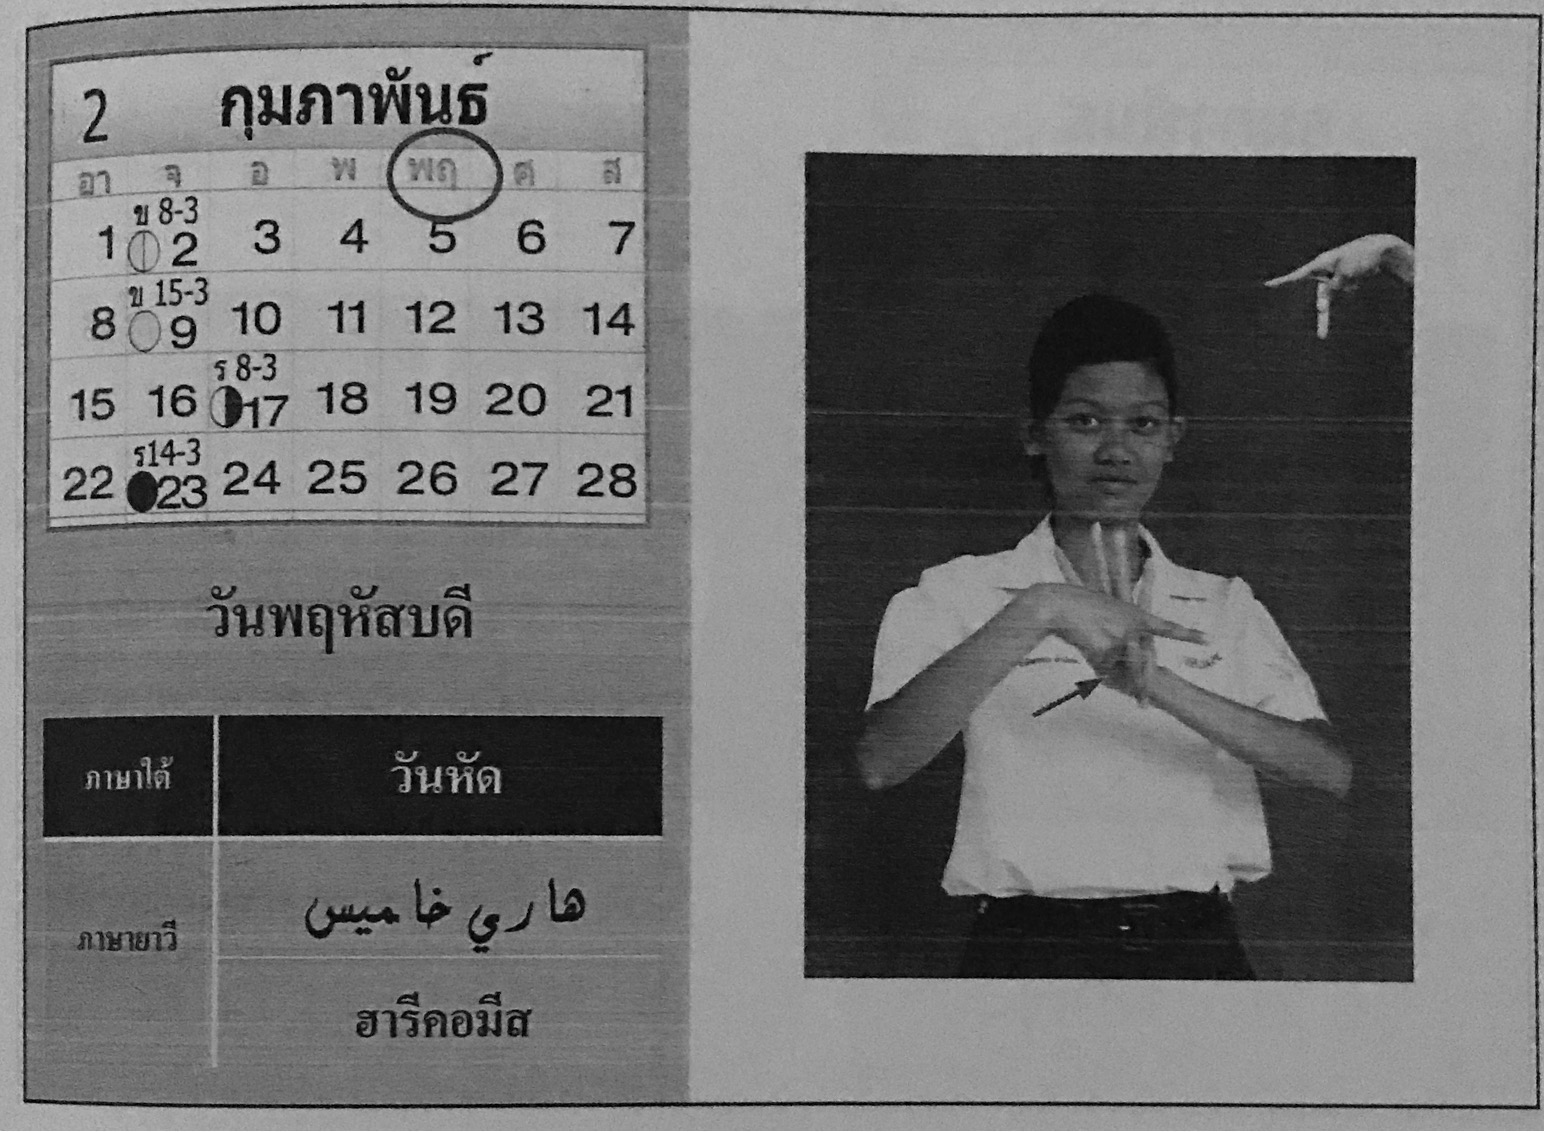 2 กุมภาพันธ์
อา จ อ พ พฤ ศ ส
ข 8-3
1 2 3 4 5 6 7
ข 15-3
8 9 10 11 12 13 14
ร 8-3
15 16 17 18 19 20 21
ร14-3
22 23 24 25 26 27 28
วันพฤหัสบดี
ภาษาใต้ วันหัด
ภาษายาวี هاري خاميس
ฮารีคอมีส